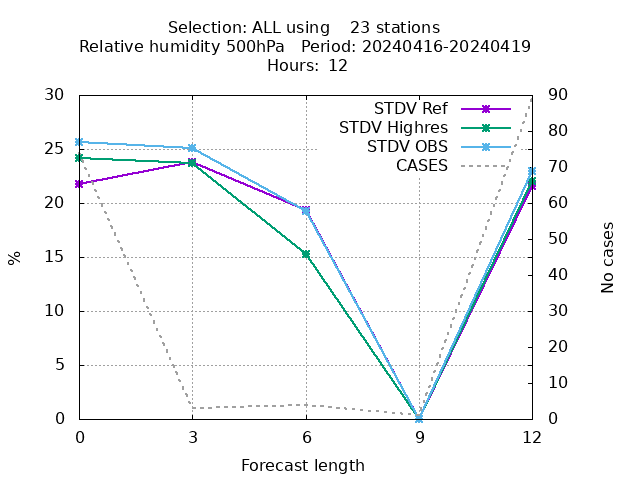 Selection: ALL using    23 stations
Relative humidity 500hPa   Period: 20240416-20240419
Hours: 12
30
25
20
15
10
5
0
%
STDV Ref
STDV Highres
STDV OBS
CASES
90
80
70
60
50
40
30
20
10
0
No cases
0 3 6 9 12
Forecast length